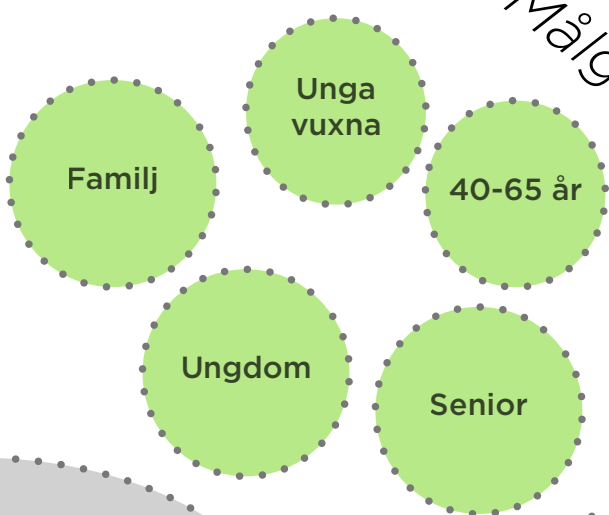 Målg
Unga
vuxna
Familj
40-65 år
Ungdom
Senior